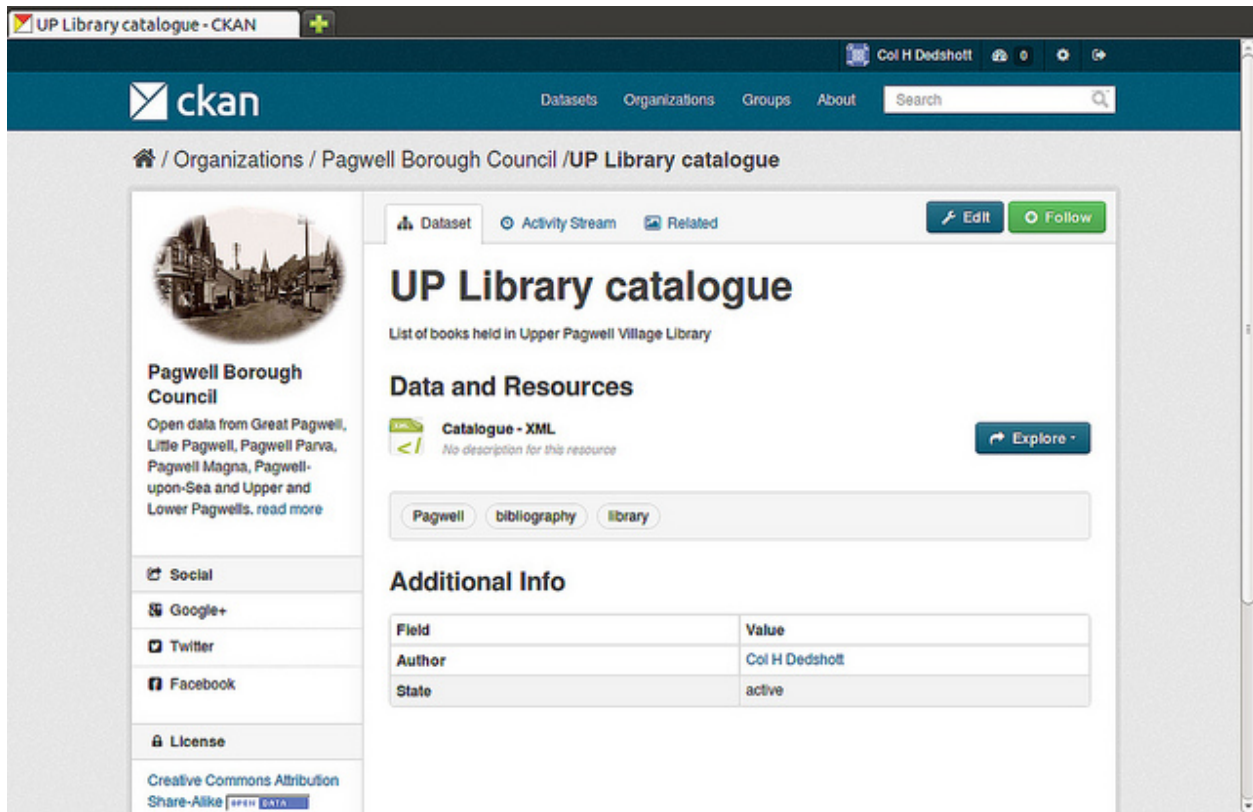 UP Library catalogue - CKAN
Col H Dedshott 0
ckan
Datasets Organizations Groups About Search
/ Organizations / Pagwell Borough Council /UP Library catalogue
Dataset Activity Stream Related Edit Follow
UP Library catalogue
List of books held in Upper Pagwell Village Library
Pagwell Borough
Council
Open data from Great Pagwell,
Little Pagwell, Pagwell Parva,
Pagwell Magna, Pagwell-
upon-Sea and Upper and
Lower Pagwells. read more
Data and Resources
XML
Catalogue - XML
No description for this resource
Explore
Pagwell bibliography library
Social
Google+
Twitter
Facebook
License
Creative Commons Attribution
Share-Alike OPEN DATA
Additional Info
Field Value
Author Col H Dedshott
State active